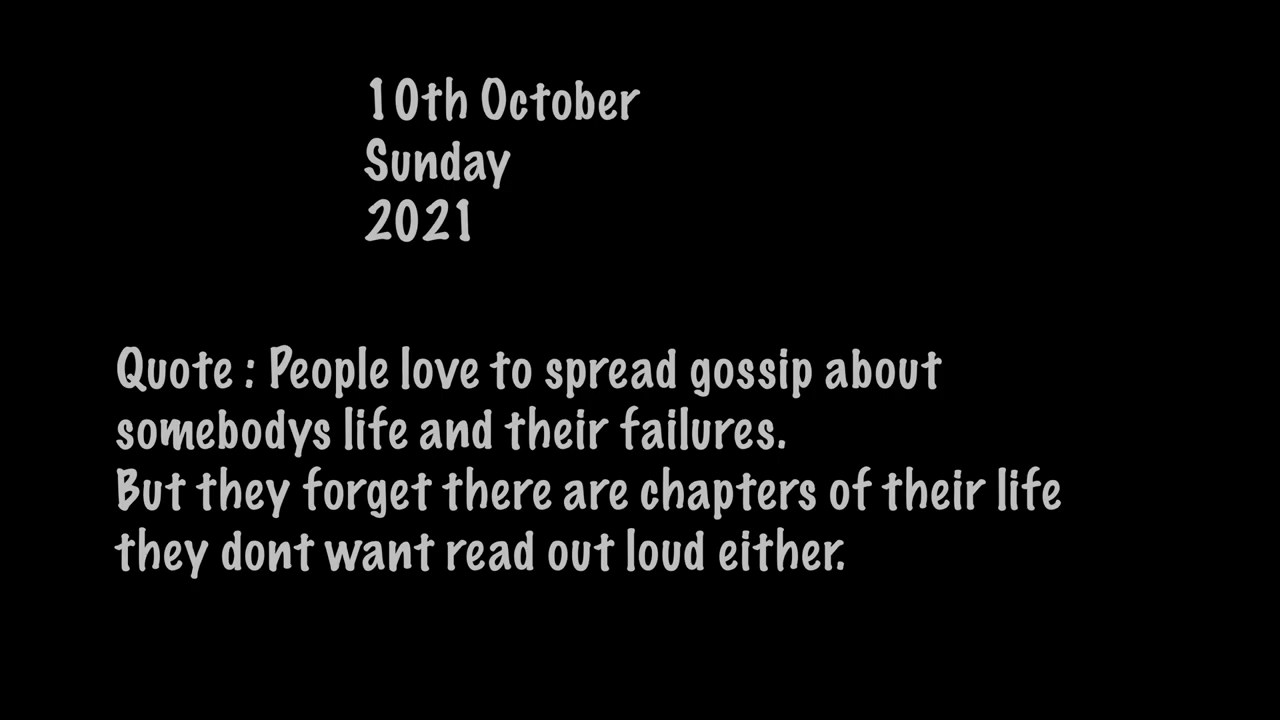 10th October
Sunday
2021
Quote : People love to spread gossip about
somebodys life and their failures.
But they forget there are chapters of their life
they dont want read out loud either.